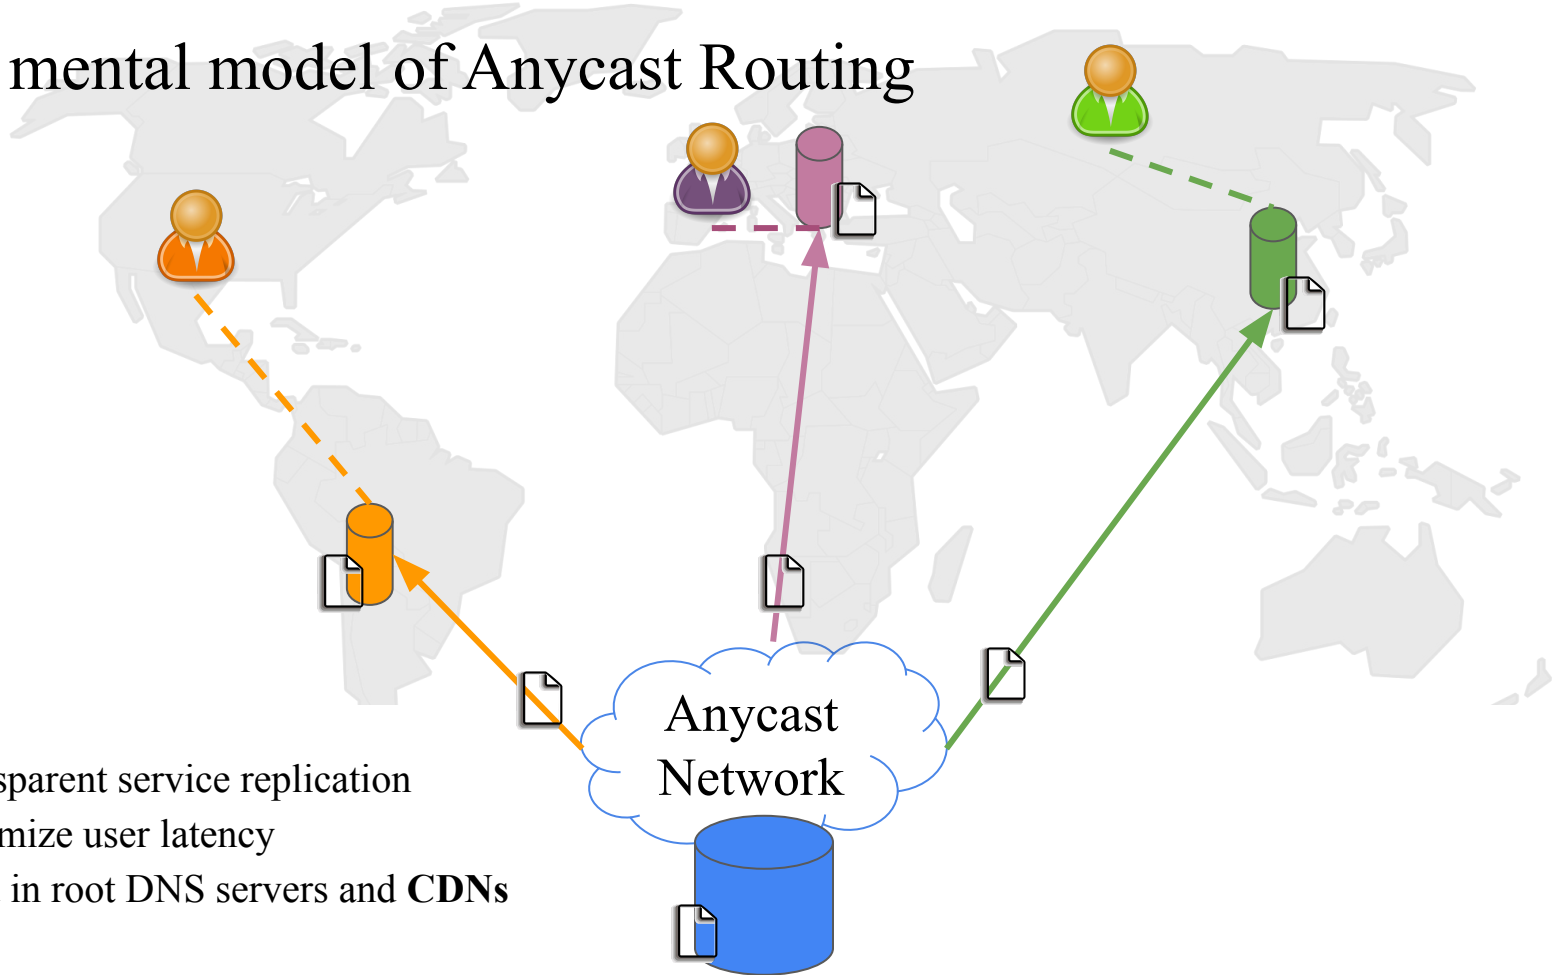 mental model of Anycast Routing
Anycast
Network
sparent service replication
mize user latency
in root DNS servers and CDNs